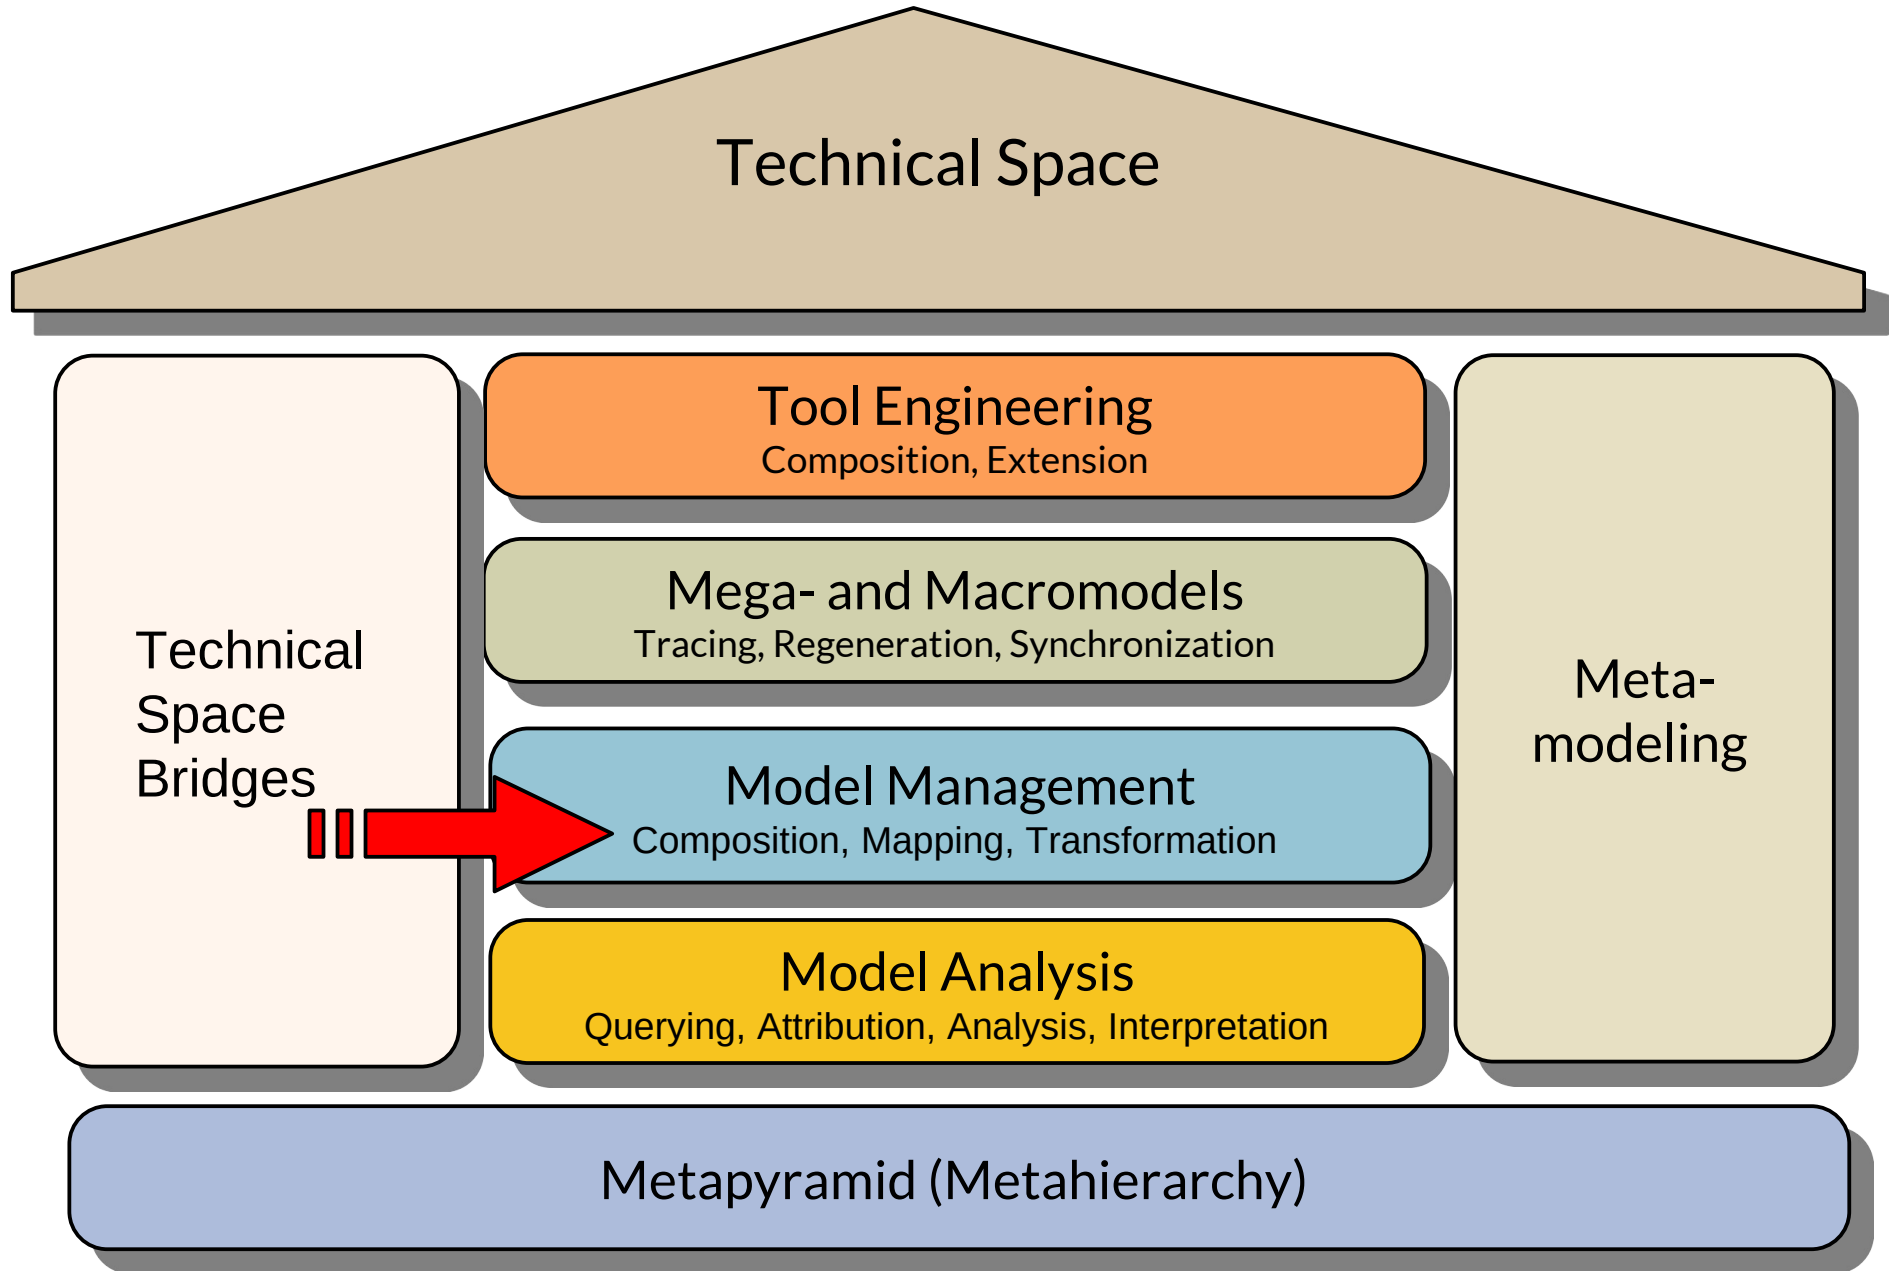 Technical Space
Tool Engineering
Composition, Extension
Mega- and Macromodels
Tracing, Regeneration, Synchronization
Technical
Space
Bridges
Model Management
Composition, Mapping, Transformation
Model Analysis
Querying, Attribution, Analysis, Interpretation
Meta-
modeling
Metapyramid (Metahierarchy)